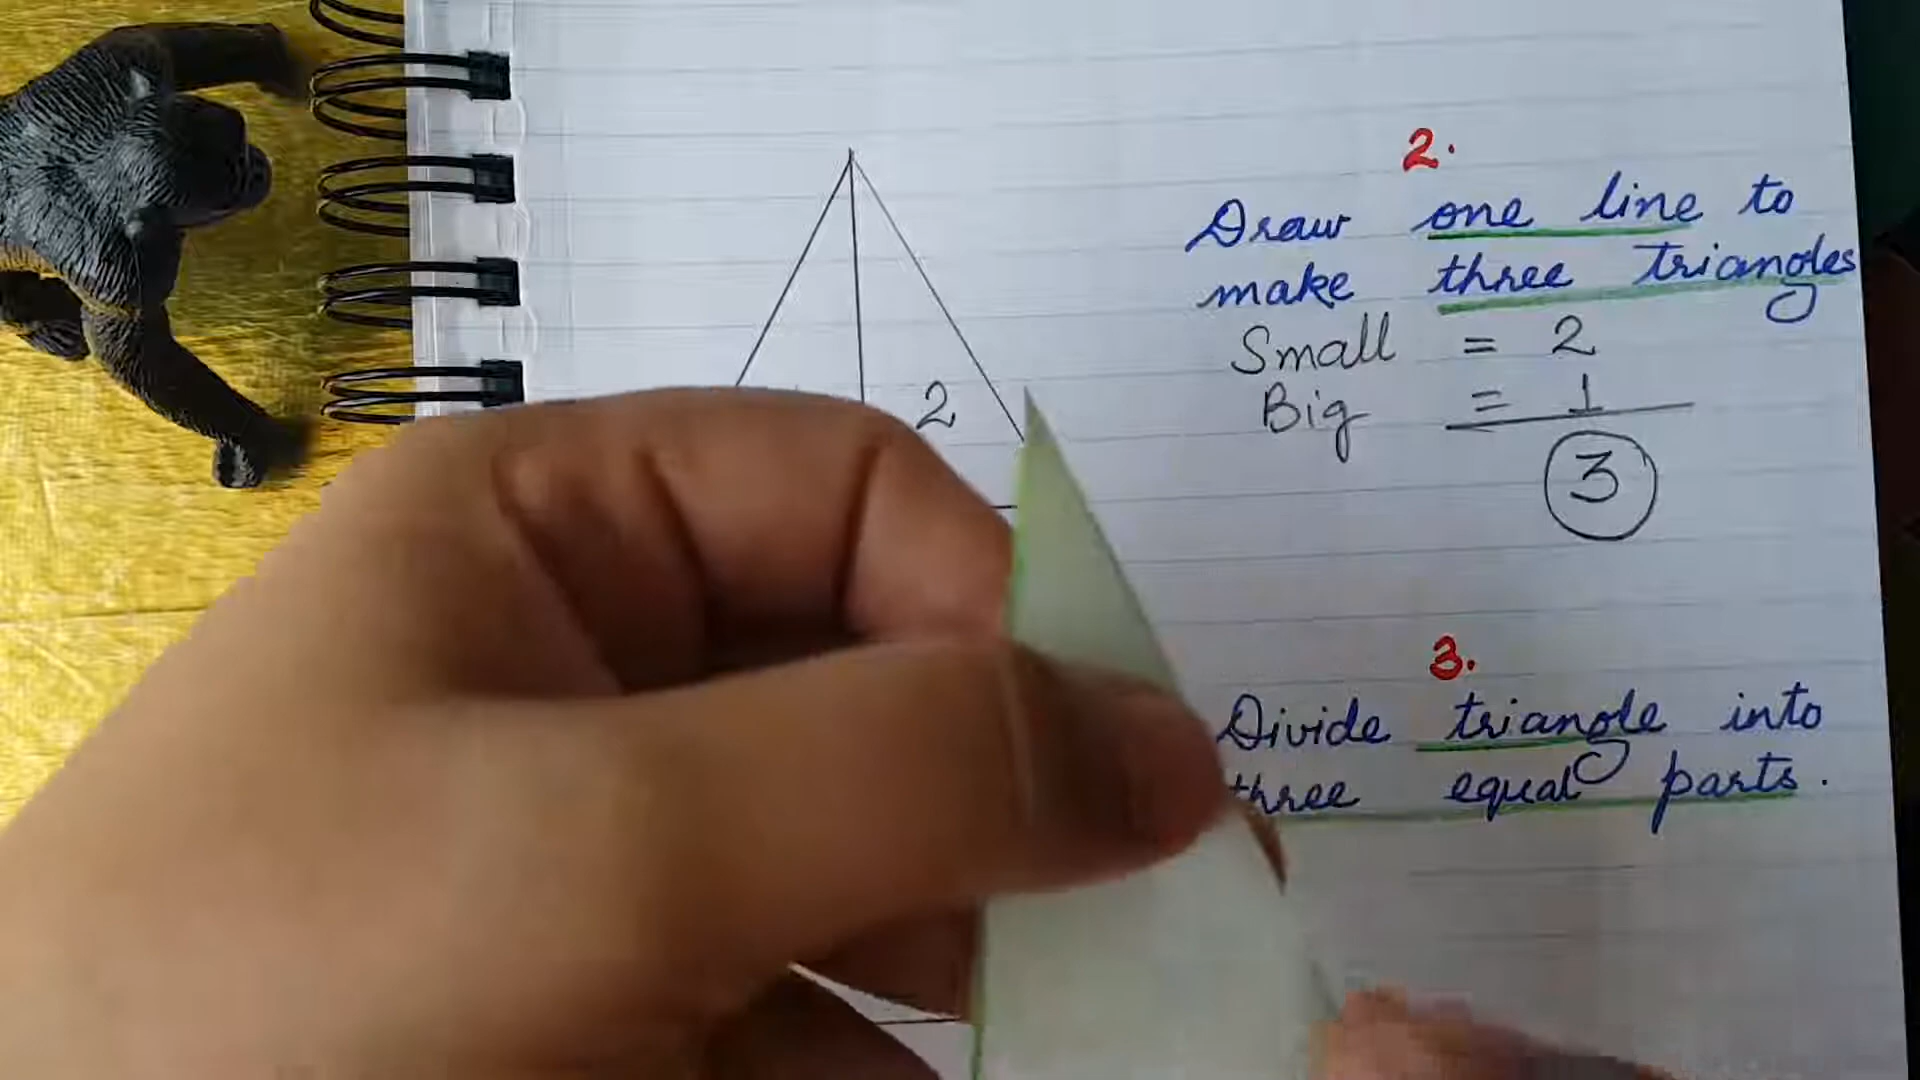 2.
Draw one line to
make three triangles
Small = 2
Big = 1
3
2
3.
Divide triangle into
three equal parts.